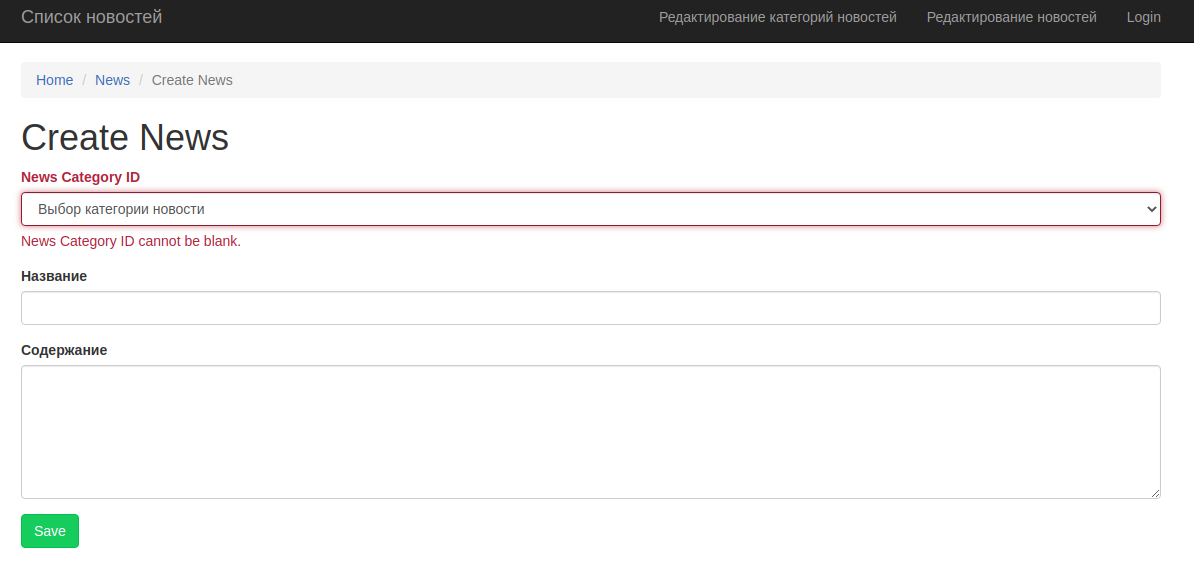 Список новостей Редактирование категорий новостей Редактирование новостей Login
Home / News / Create News
Create News
News Category ID
Выбор категории новости
News Category ID cannot be blank.
Название
Содержание
Save